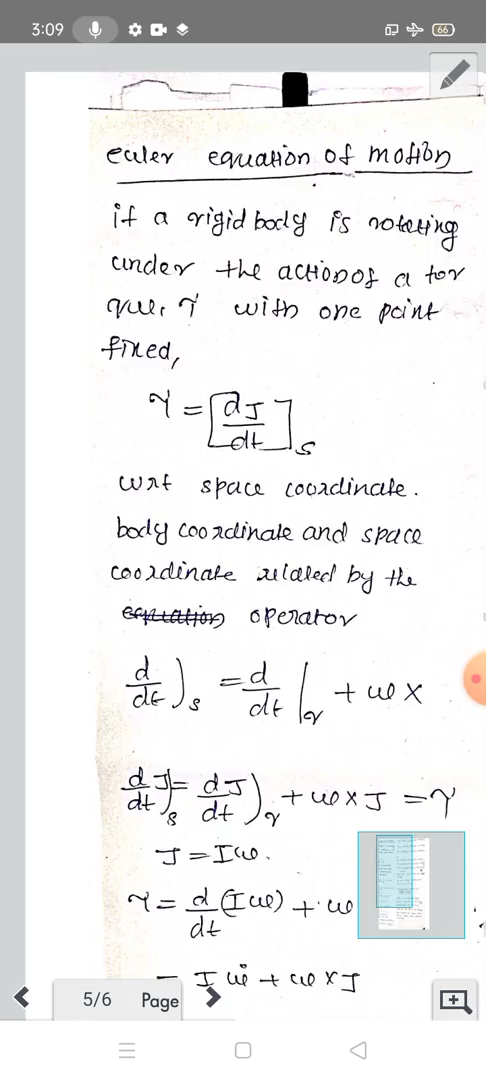 3:09
66
euler equation of motion
if a rigid body is rotating
under the action of a tor
que, τ with one point
fixed,
τ = [dJ/dt]s
wrt space coordinate.
body coordinate and space
coordinate related by the
equation operator
d/dt)s = d/dt|r + ω×
d/dt J)s = dJ/dt)r + ω×J = τ
J = Iω.
τ = d/dt (Iω) + ω
= I ω̇ + ω×J
5/6 Page